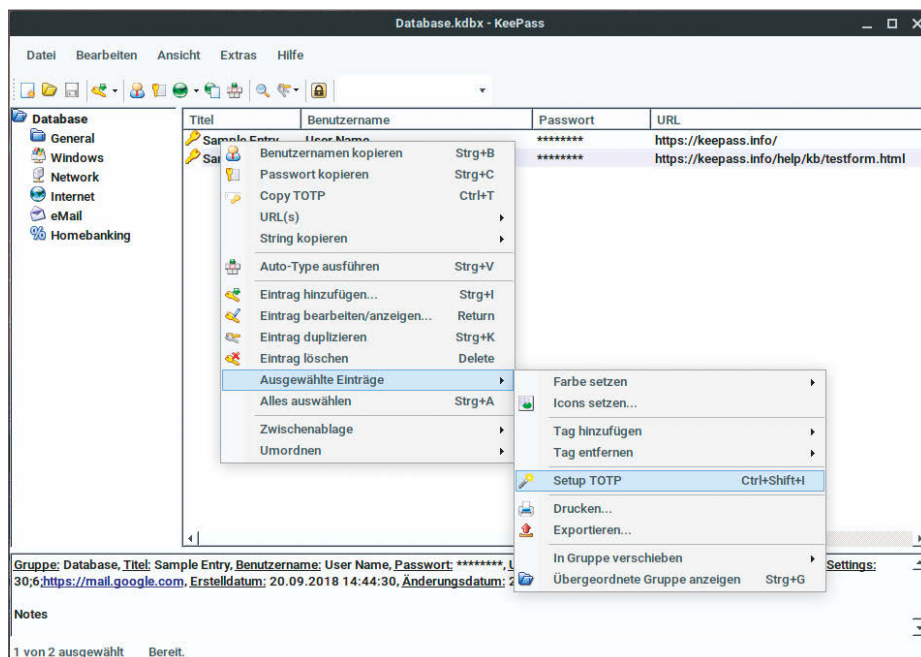 Database.kdbx - KeePass
Datei Bearbeiten Ansicht Extras Hilfe
Database
General
Windows
Network
Internet
eMail
Homebanking
Titel Benutzername Passwort URL
Sample Entry User Name ******** https://keepass.info/
Sa ******** https://keepass.info/help/kb/testform.html
Benutzernamen kopieren Strg+B
Passwort kopieren Strg+C
Copy TOTP Ctrl+T
URL(s)
String kopieren
Auto-Type ausführen Strg+V
Eintrag hinzufügen... Strg+I
Eintrag bearbeiten/anzeigen... Return
Eintrag duplizieren Strg+K
Eintrag löschen Delete
Ausgewählte Einträge
Alles auswählen Strg+A
Zwischenablage
Umordnen
Farbe setzen
Icons setzen...
Tag hinzufügen
Tag entfernen
Setup TOTP Ctrl+Shift+I
Drucken...
Exportieren...
In Gruppe verschieben
Übergeordnete Gruppe anzeigen Strg+G
Gruppe: Database, Titel: Sample Entry, Benutzername: User Name, Passwort: ********, Settings:
30;6;https://mail.google.com, Erstelldatum: 20.09.2018 14:44:30, Änderungsdatum: 2
Notes
1 von 2 ausgewählt Bereit.